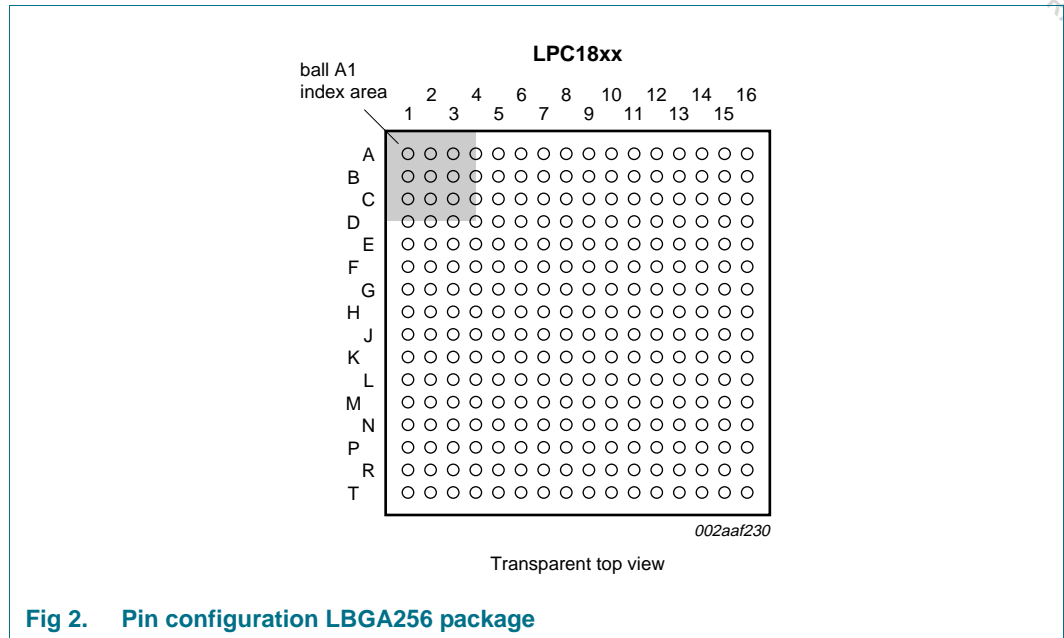 LPC18xx
ball A1
index area
2 4 6 8 10 12 14 16
1 3 5 7 9 11 13 15
A
B
C
D
E
F
G
H
J
K
L
M
N
P
R
T
002aaf230
Transparent top view
Fig 2. Pin configuration LBGA256 package